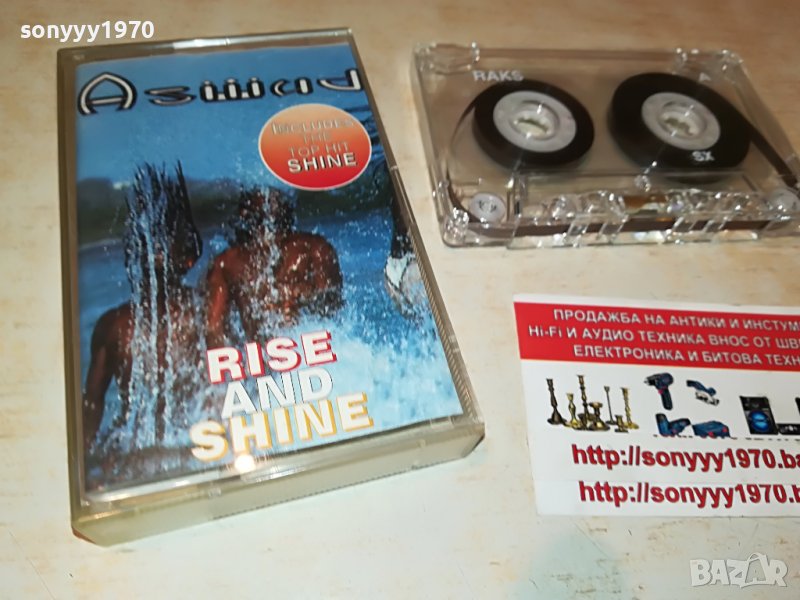 sonyyy1970
Aswad
INCLUDES
THE
TOP HIT
SHINE
RISE
AND
SHINE
RAKS
A
SX
ПРОДАЖБА НА АНТИКИ И ИНСТУМ
Hi-Fi И АУДИО ТЕХНИКА ВНОС ОТ ШВЕ
ЕЛЕКТРОНИКА И БИТОВА ТЕХН
http://sonyyy1970.ba
http://sonyyy1970.b
BAZAR